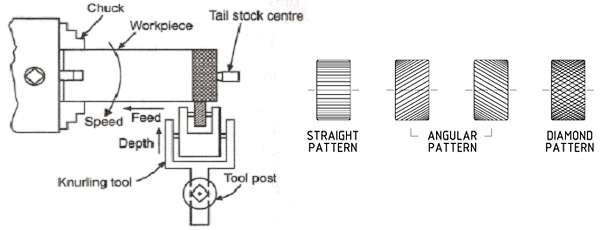 Chuck
Workpiece
Tail stock centre
Feed
Speed
Depth
Knurling tool
Tool post
STRAIGHT
PATTERN
ANGULAR
PATTERN
DIAMOND
PATTERN